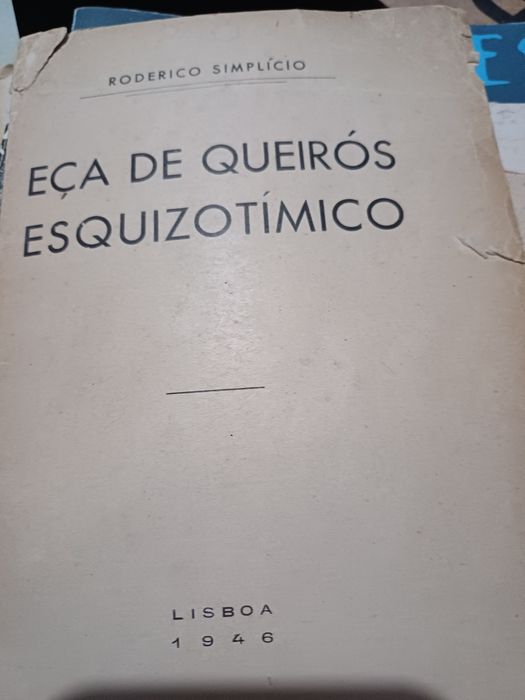 RODERICO SIMPLÍCIO
EÇA DE QUEIRÓS
ESQUIZOTÍMICO
LISBOA
1946